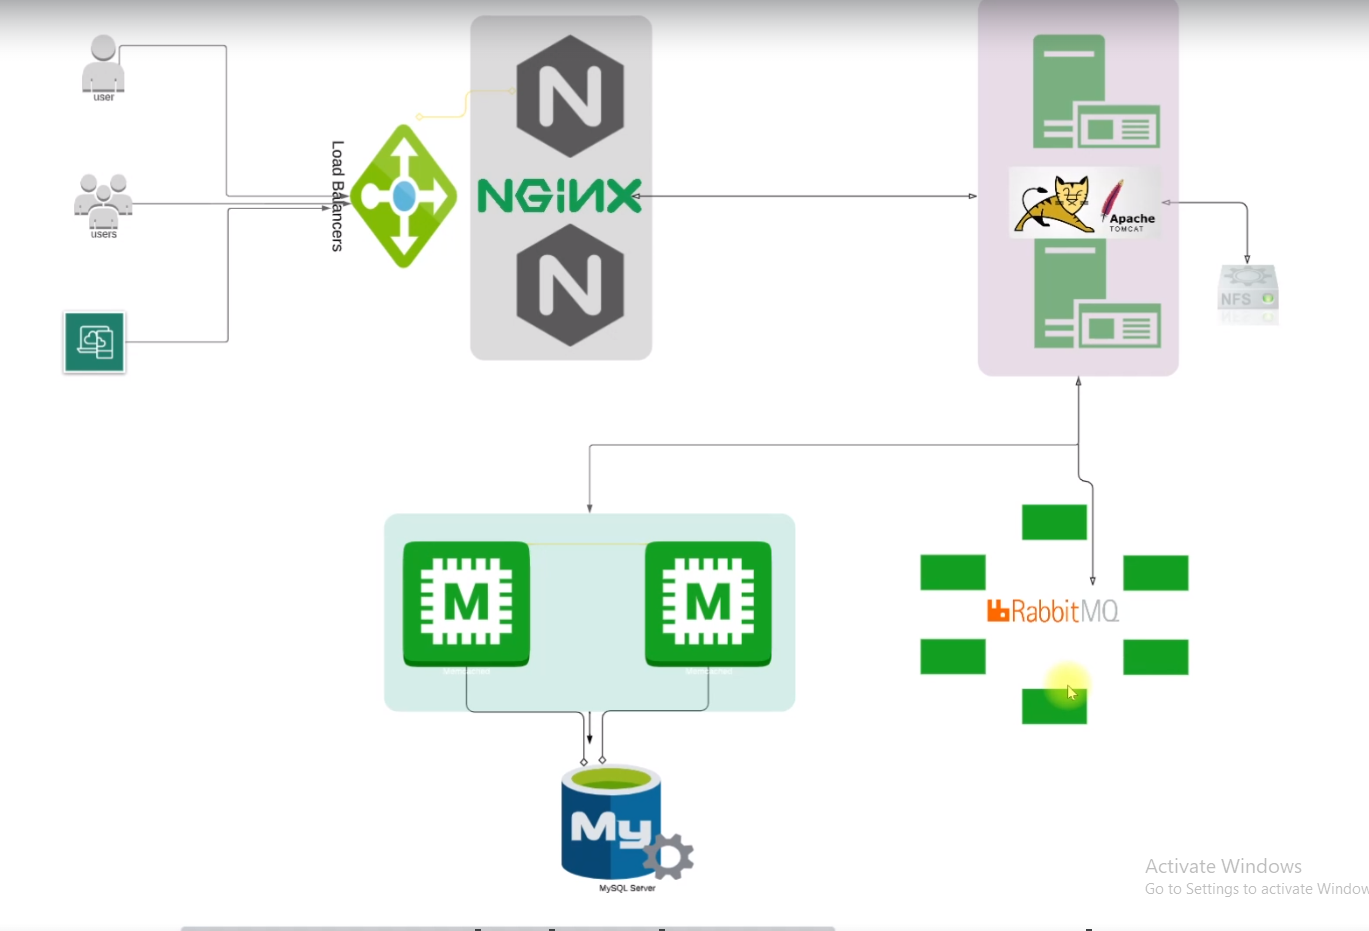 user
users
Load Balancers
N
NGINX
N
Apache
TOMCAT
NFS
M
M
RabbitMQ
My
MySQL Server
Activate Windows
Go to Settings to activate Window